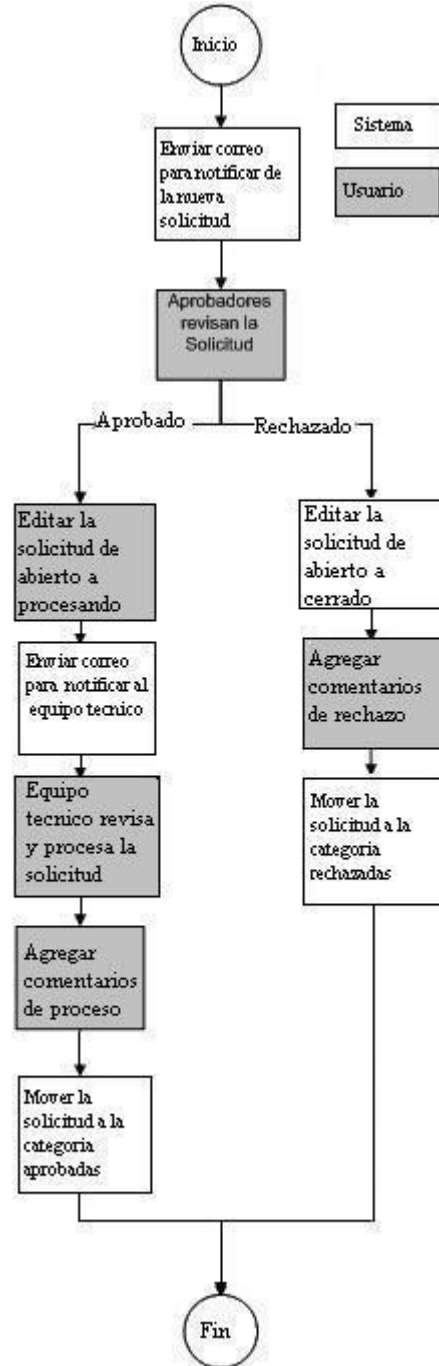 Inicio
Sistema
Usuario
Enviar correo
para notificar de
la nueva
solicitud
Aprobadores
revisan la
Solicitud
Aprobado
Rechazado
Editar la
solicitud de
abierto a
procesando
Enviar correo
para notificar al
equipo tecnico
Equipo
tecnico revisa
y procesa la
solicitud
Agregar
comentarios
de proceso
Mover la
solicitud a la
categoria
aprobadas
Editar la
solicitud de
abierto a
cerrado
Agregar
comentarios
de rechazo
Mover la
solicitud a la
categoria
rechazadas
Fin